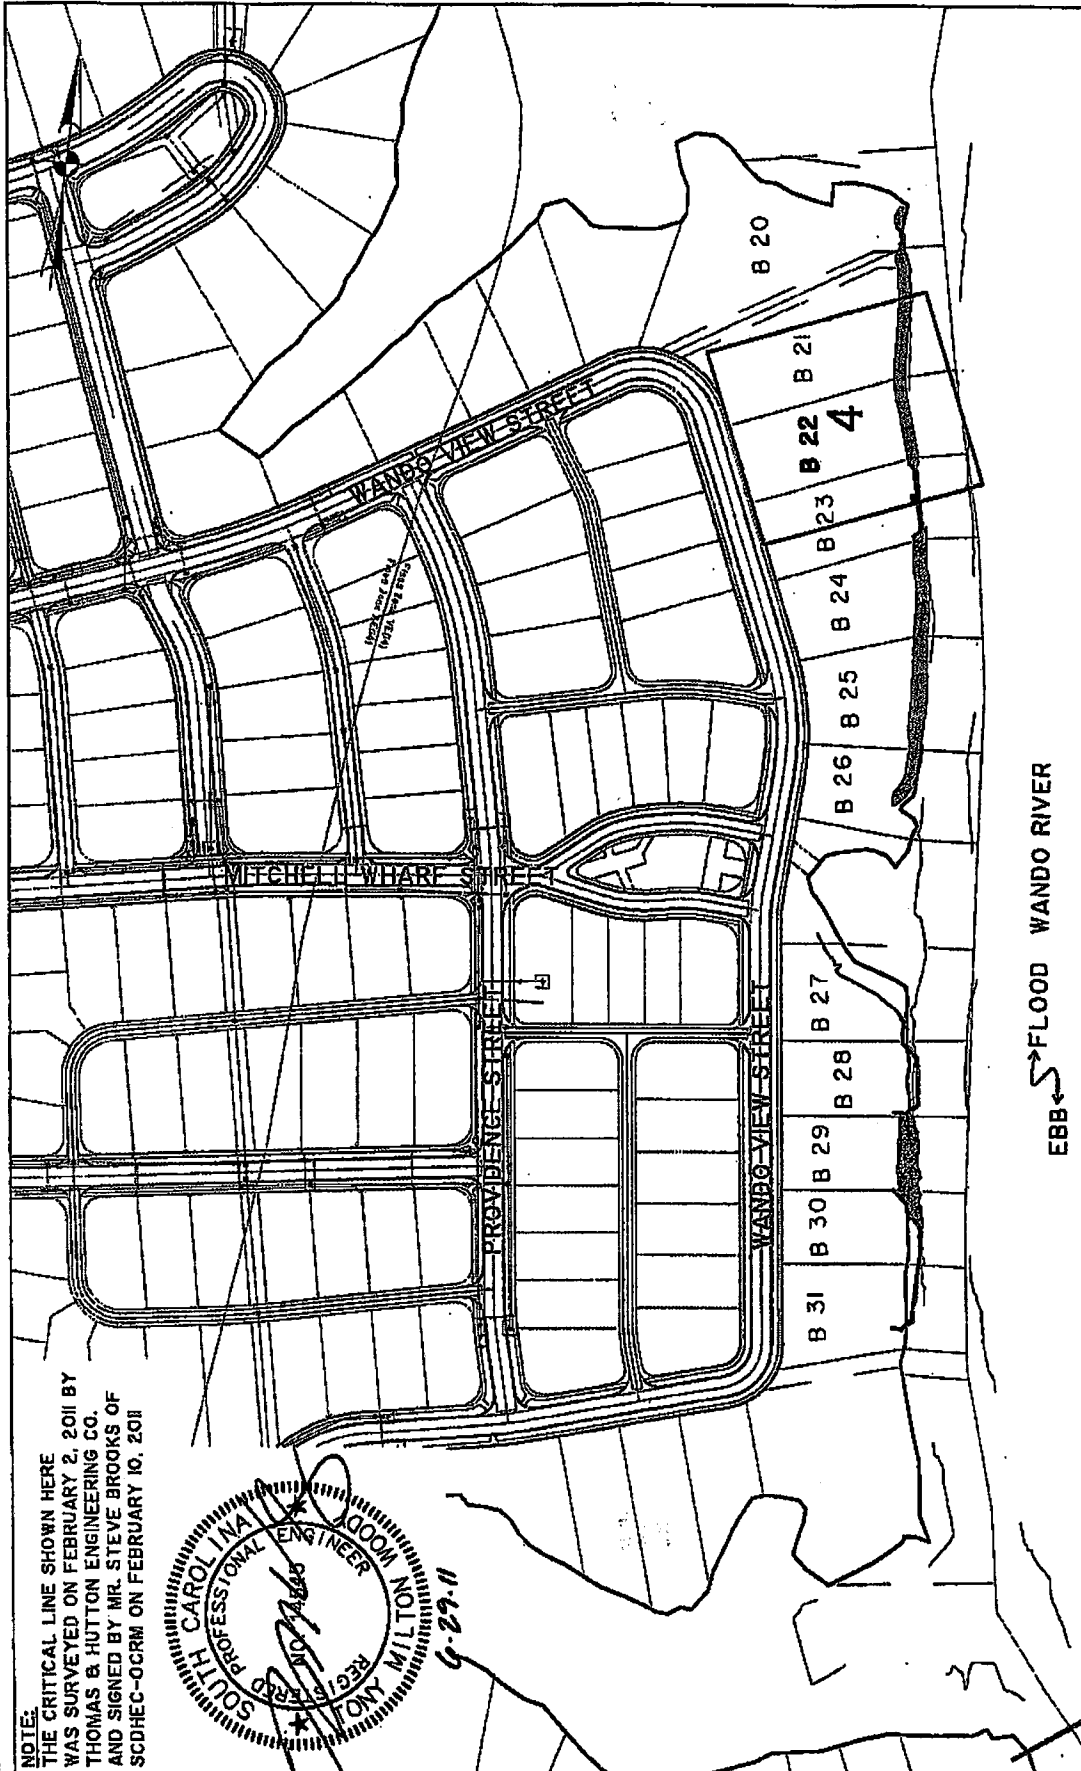 NOTE:
THE CRITICAL LINE SHOWN HERE
WAS SURVEYED ON FEBRUARY 2, 2011 BY
THOMAS & HUTTON ENGINEERING CO.
AND SIGNED BY MR. STEVE BROOKS OF
SCDHEC-OCRM ON FEBRUARY 10, 2011
SOUTH CAROLINA
PROFESSIONAL ENGINEER
REGISTERED
NO.
MILTON
WOODY
6-29-11
WANDO VIEW STREET
MITCHELL WHARF STREET
PROVIDENCE STREET
WANDO VIEW STREET
B 20
B 21
B 22
4
B 23
B 24
B 25
B 26
B 27
B 28
B 29
B 30
B 31
EBB FLOOD WANDO RIVER